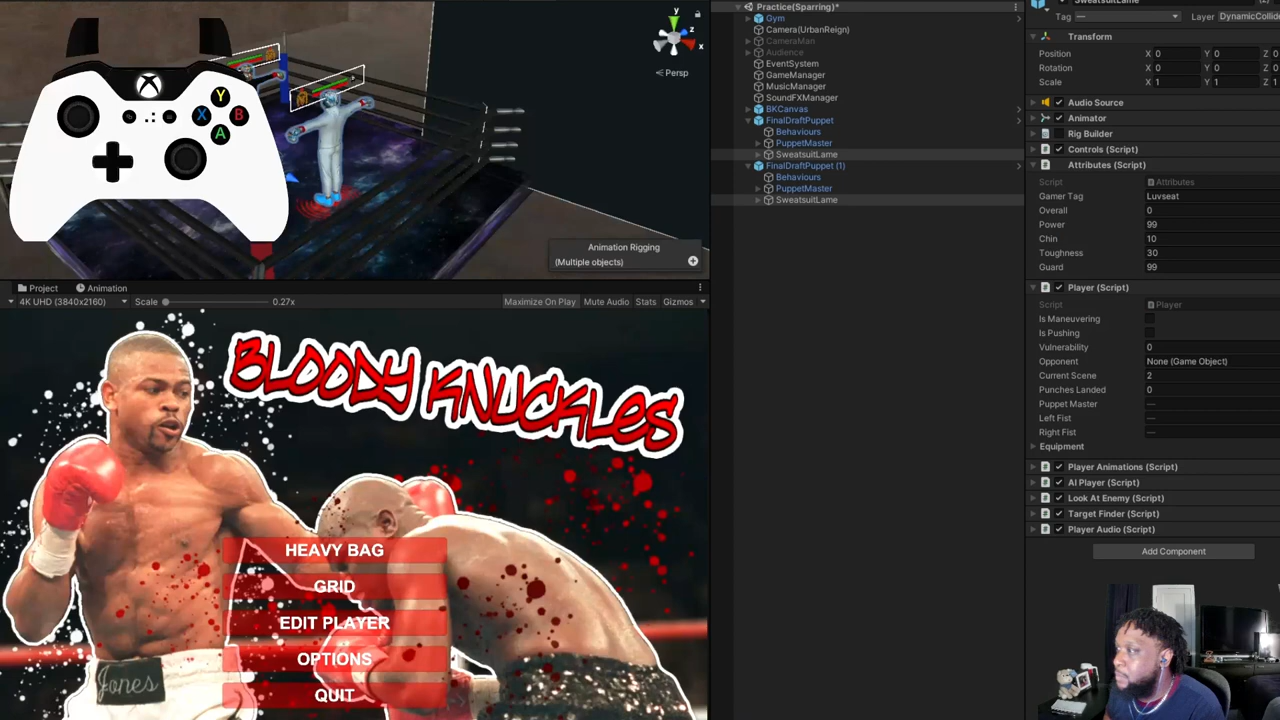 Practice(Sparring)*
Gym
Camera(UrbanReign)
CameraMan
Audience
EventSystem
GameManager
MusicManager
SoundFXManager
BKCanvas
FinalDraftPuppet
Behaviours
PuppetMaster
SweatsuitLame
FinalDraftPuppet (1)
Behaviours
PuppetMaster
SweatsuitLame
y
z
x
Persp
Y
X
B
A
Animation Rigging
(Multiple objects)
Project
Animation
4K UHD (3840x2160)
Scale
0.27x
Maximize On Play
Mute Audio
Stats
Gizmos
BLOODY KNUCKLES
HEAVY BAG
GRID
EDIT PLAYER
OPTIONS
QUIT
Jones
SweatsuitLame
Tag —
Layer DynamicCollid
Transform
Position X 0 Y 0 Z 0
Rotation X 0 Y 0 Z 0
Scale X 1 Y 1 Z 1
Audio Source
Animator
Rig Builder
Controls (Script)
Attributes (Script)
Script Attributes
Gamer Tag Luvseat
Overall 0
Power 99
Chin 10
Toughness 30
Guard 99
Player (Script)
Script Player
Is Maneuvering
Is Pushing
Vulnerability 0
Opponent None (Game Object)
Current Scene 2
Punches Landed 0
Puppet Master —
Left Fist —
Right Fist —
Equipment
Player Animations (Script)
AI Player (Script)
Look At Enemy (Script)
Target Finder (Script)
Player Audio (Script)
Add Component